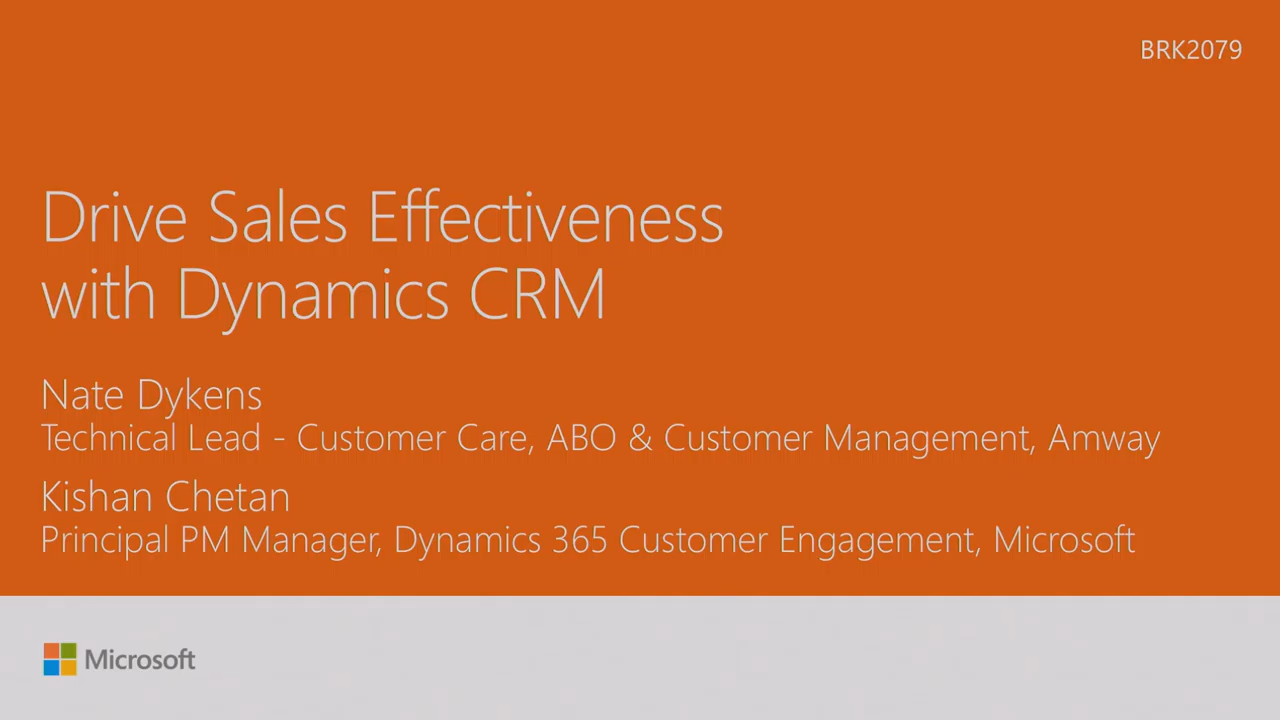 BRK2079
Drive Sales Effectiveness
with Dynamics CRM
Nate Dykens
Technical Lead - Customer Care, ABO & Customer Management, Amway
Kishan Chetan
Principal PM Manager, Dynamics 365 Customer Engagement, Microsoft
Microsoft